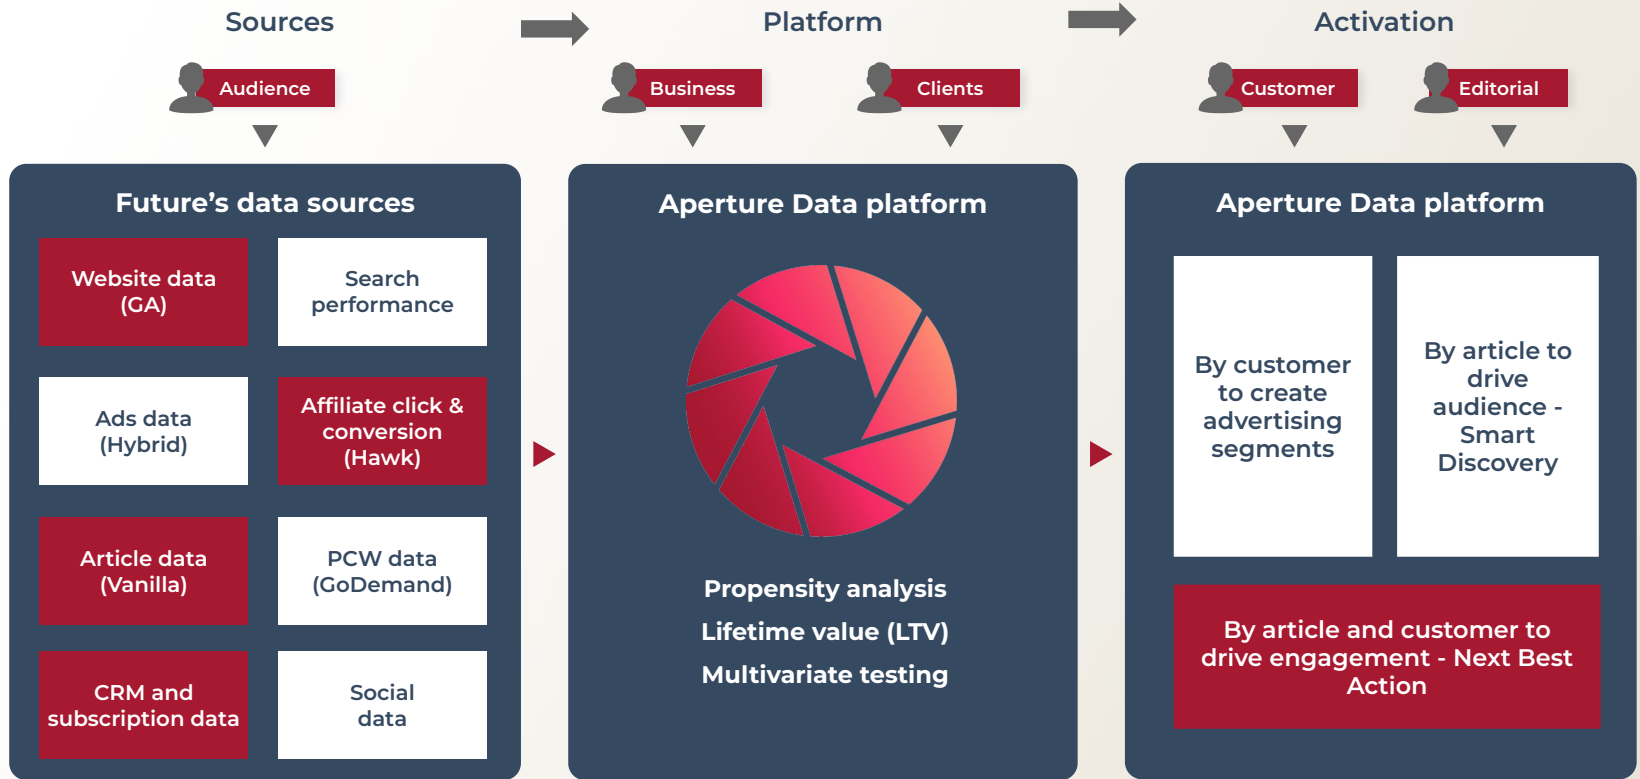 Sources
Platform
Activation
Audience
Business
Clients
Customer
Editorial
Future’s data sources
Website data
(GA)
Search
performance
Ads data
(Hybrid)
Affiliate click &
conversion
(Hawk)
Article data
(Vanilla)
PCW data
(GoDemand)
CRM and
subscription data
Social
data
Aperture Data platform
Propensity analysis
Lifetime value (LTV)
Multivariate testing
Aperture Data platform
By customer
to create
advertising
segments
By article to
drive
audience -
Smart
Discovery
By article and customer to
drive engagement - Next Best
Action